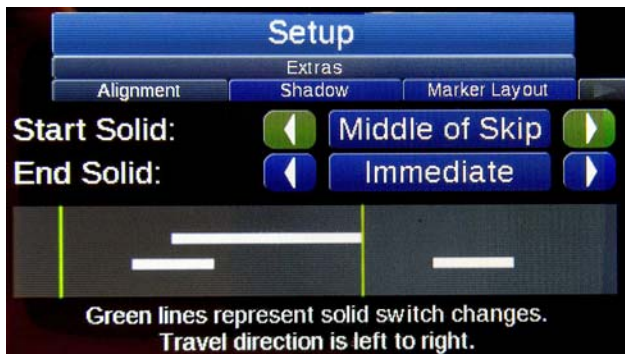 Setup
Extras
Alignment Shadow Marker Layout
Start Solid: Middle of Skip
End Solid: Immediate
Green lines represent solid switch changes.
Travel direction is left to right.